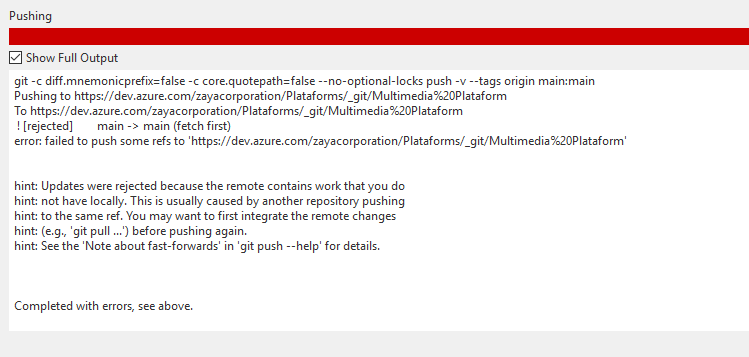 Pushing
Show Full Output
git -c diff.mnemonicprefix=false -c core.quotepath=false --no-optional-locks push -v --tags origin main:main
Pushing to https://dev.azure.com/zayacorporation/Plataforms/_git/Multimedia%20Plataform
To https://dev.azure.com/zayacorporation/Plataforms/_git/Multimedia%20Plataform
! [rejected] main -> main (fetch first)
error: failed to push some refs to 'https://dev.azure.com/zayacorporation/Plataforms/_git/Multimedia%20Plataform'
hint: Updates were rejected because the remote contains work that you do
hint: not have locally. This is usually caused by another repository pushing
hint: to the same ref. You may want to first integrate the remote changes
hint: (e.g., 'git pull ...') before pushing again.
hint: See the 'Note about fast-forwards' in 'git push --help' for details.
Completed with errors, see above.